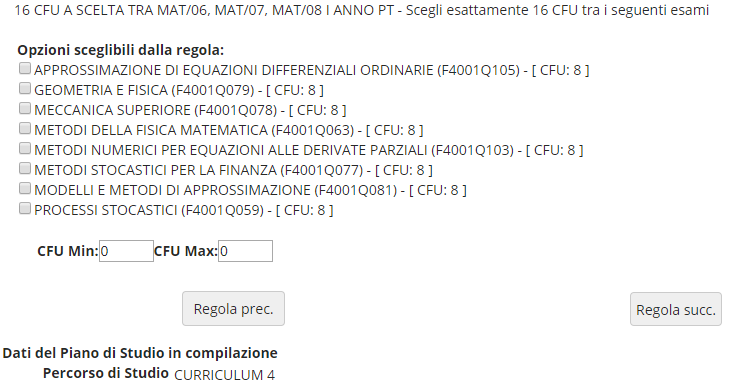 16 CFU A SCELTA TRA MAT/06, MAT/07, MAT/08 I ANNO PT - Scegli esattamente 16 CFU tra i seguenti esami
Opzioni sceglibili dalla regola:
APPROSSIMAZIONE DI EQUAZIONI DIFFERENZIALI ORDINARIE (F4001Q105) - [ CFU: 8 ]
GEOMETRIA E FISICA (F4001Q079) - [ CFU: 8 ]
MECCANICA SUPERIORE (F4001Q078) - [ CFU: 8 ]
METODI DELLA FISICA MATEMATICA (F4001Q063) - [ CFU: 8 ]
METODI NUMERICI PER EQUAZIONI ALLE DERIVATE PARZIALI (F4001Q103) - [ CFU: 8 ]
METODI STOCASTICI PER LA FINANZA (F4001Q077) - [ CFU: 8 ]
MODELLI E METODI DI APPROSSIMAZIONE (F4001Q081) - [ CFU: 8 ]
PROCESSI STOCASTICI (F4001Q059) - [ CFU: 8 ]
CFU Min: 0 CFU Max: 0
Regola prec. Regola succ.
Dati del Piano di Studio in compilazione
Percorso di Studio CURRICULUM 4